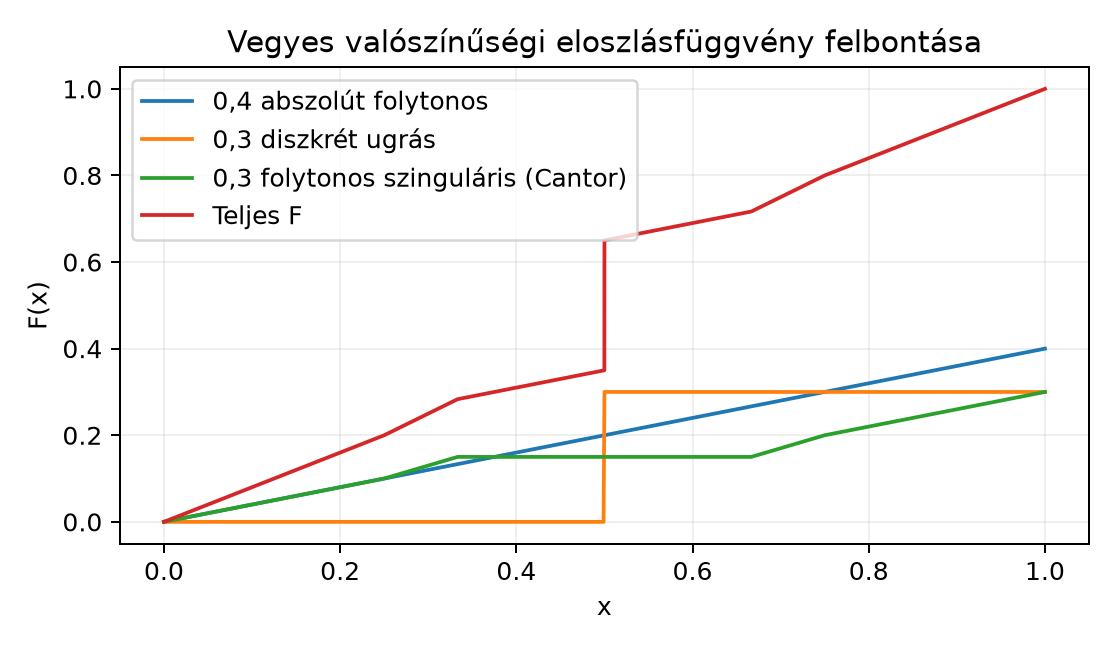 Vegyes valószínűségi eloszlásfüggvény felbontása
0,4 abszolút folytonos
0,3 diszkrét ugrás
0,3 folytonos szinguláris (Cantor)
Teljes F
F(x)
1.0
0.8
0.6
0.4
0.2
0.0
0.0 0.2 0.4 0.6 0.8 1.0
x